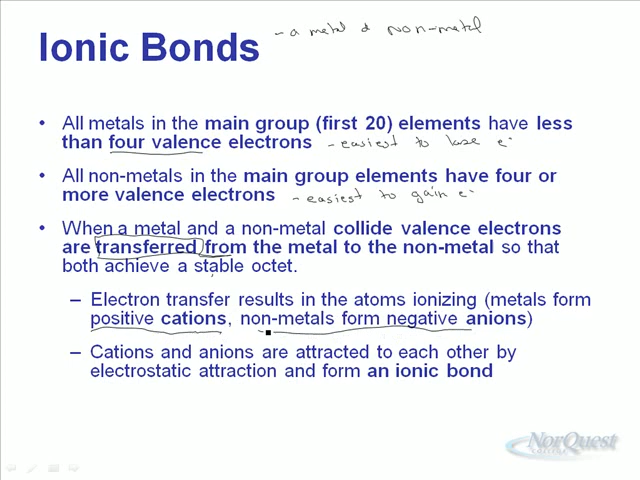 Ionic Bonds - a metal & non-metal
• All metals in the main group (first 20) elements have less
than four valence electrons - easiest to lose e-
• All non-metals in the main group elements have four or
more valence electrons - easiest to gain e-
• When a metal and a non-metal collide valence electrons
are transferred from the metal to the non-metal so that
both achieve a stable octet.
– Electron transfer results in the atoms ionizing (metals form
positive cations, non-metals form negative anions)
– Cations and anions are attracted to each other by
electrostatic attraction and form an ionic bond
NorQuest
COLLEGE